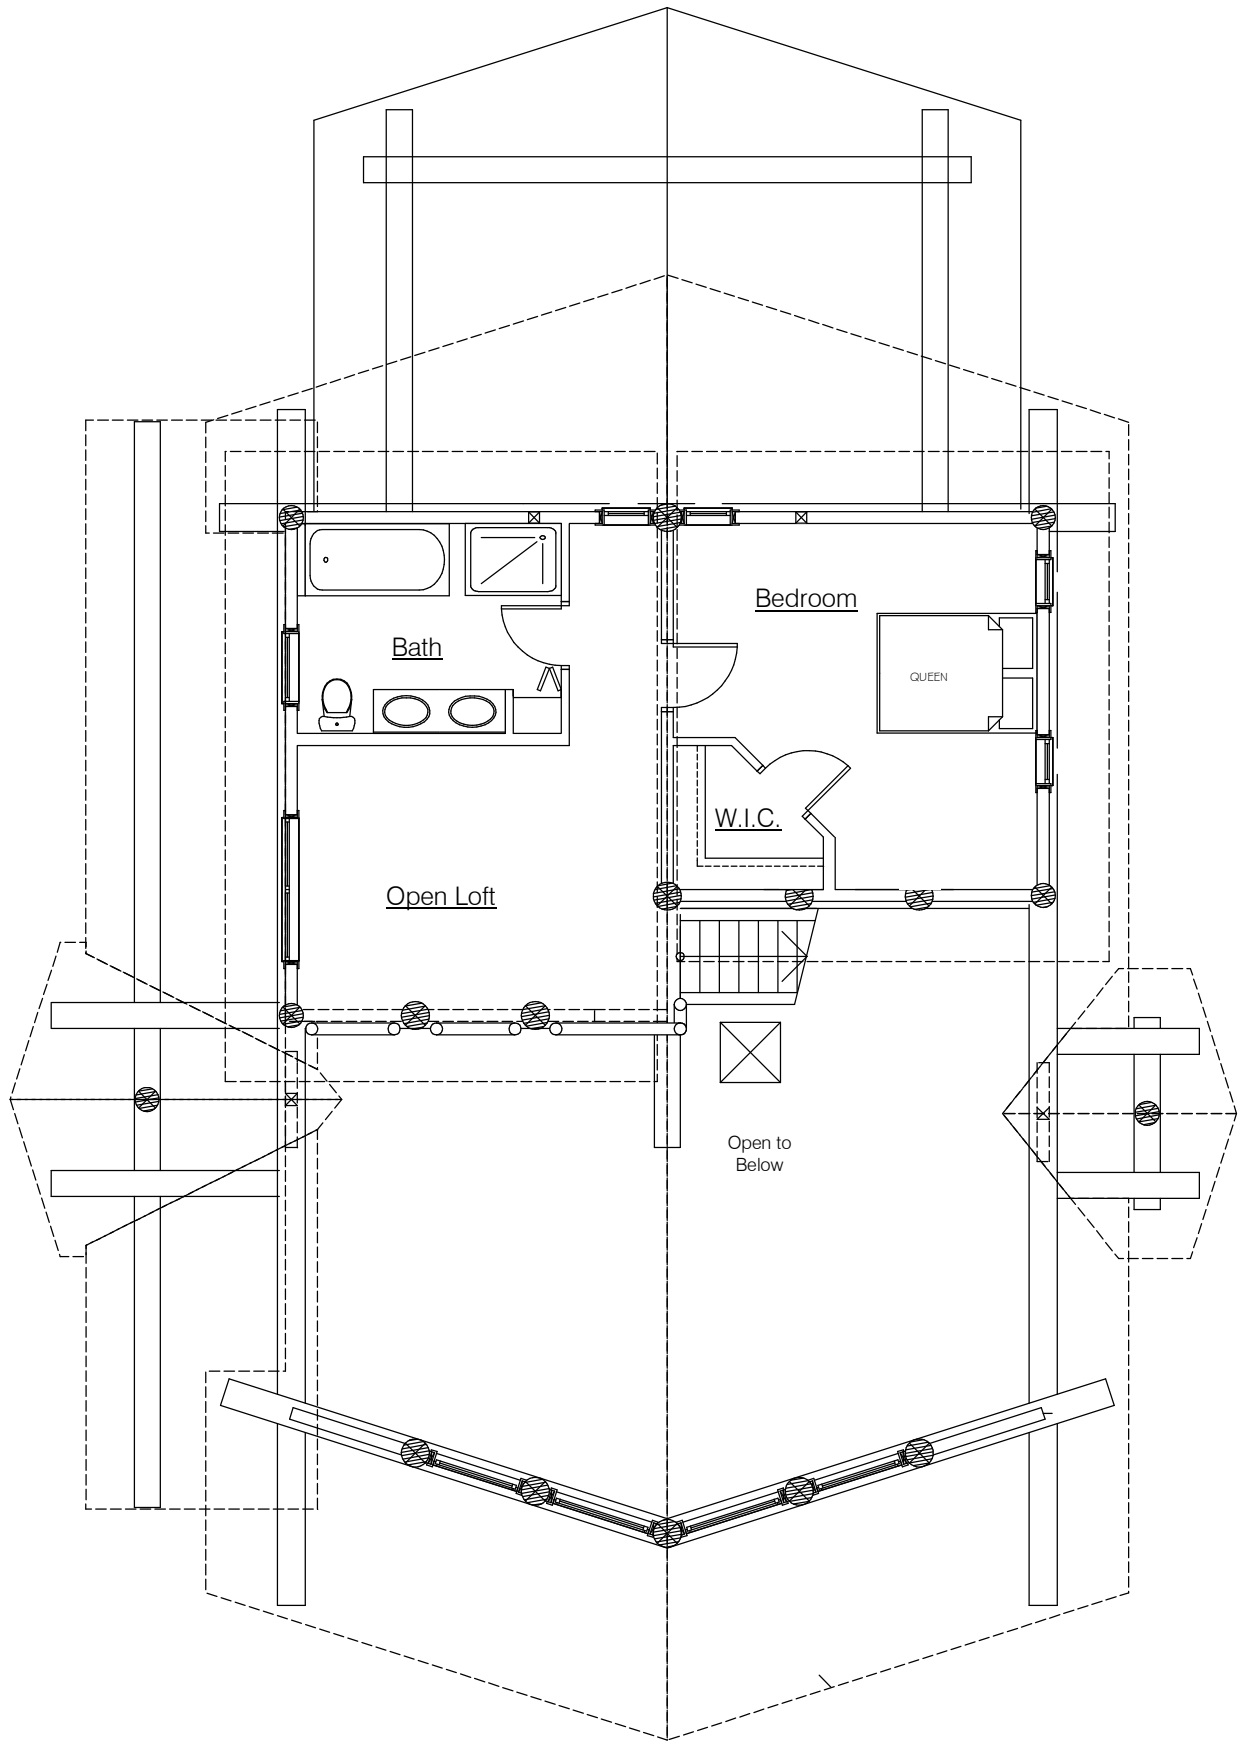 Bedroom
Bath
QUEEN
W.I.C.
Open Loft
Open to
Below